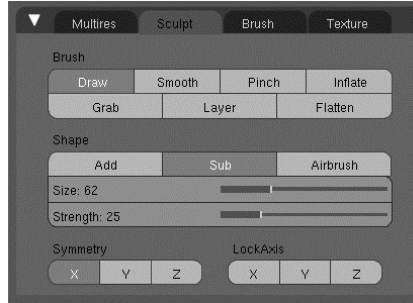 Multires Sculpt Brush Texture
Brush
Draw Smooth Pinch Inflate
Grab Layer Flatten
Shape
Add Sub Airbrush
Size: 62
Strength: 25
Symmetry LockAxis
X Y Z X Y Z